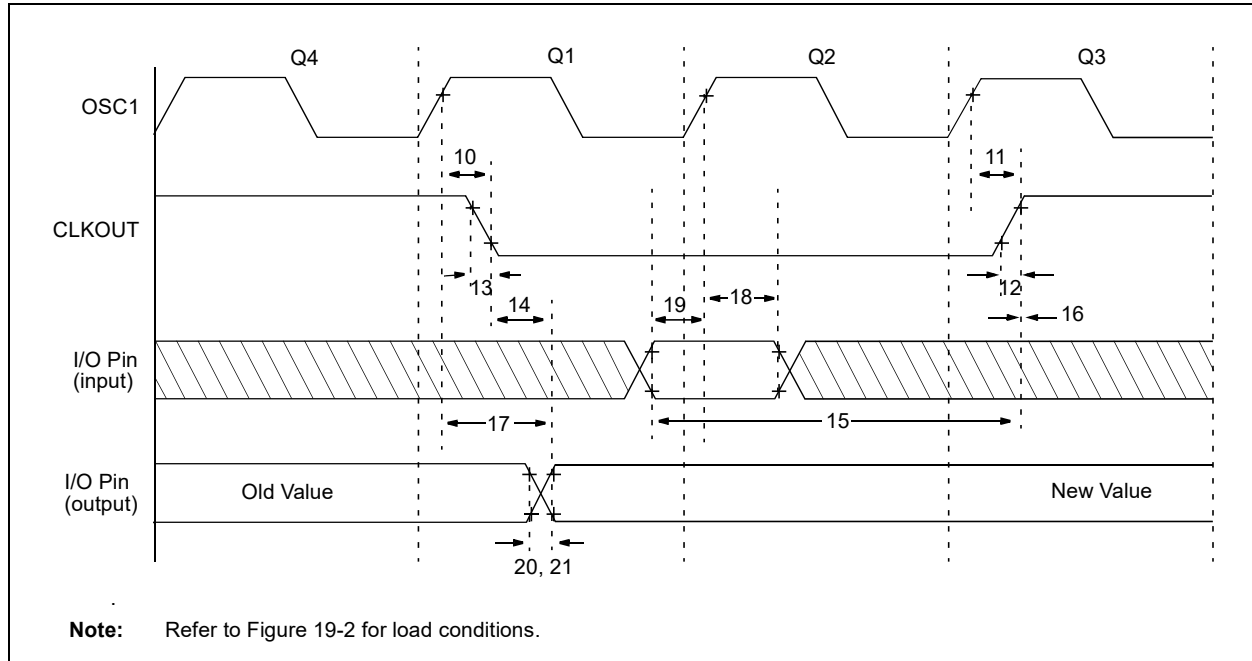 Q4 Q1 Q2 Q3
OSC1
10 11
CLKOUT
13 12
14 19 18 16
I/O Pin
(input)
17 15
I/O Pin
(output)
Old Value New Value
20, 21
Note: Refer to Figure 19-2 for load conditions.